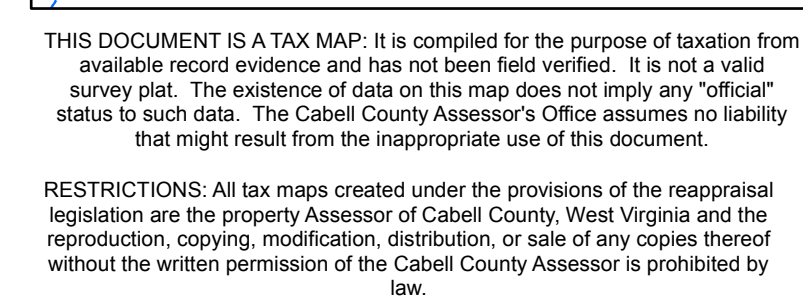 THIS DOCUMENT IS A TAX MAP: It is compiled for the purpose of taxation from
available record evidence and has not been field verified.  It is not a valid
survey plat.  The existence of data on this map does not imply any "official"
status to such data.  The Cabell County Assessor's Office assumes no liability
that might result from the inappropriate use of this document.
RESTRICTIONS: All tax maps created under the provisions of the reappraisal
legislation are the property Assessor of Cabell County, West Virginia and the
reproduction, copying, modification, distribution, or sale of any copies thereof
without the written permission of the Cabell County Assessor is prohibited by
law.